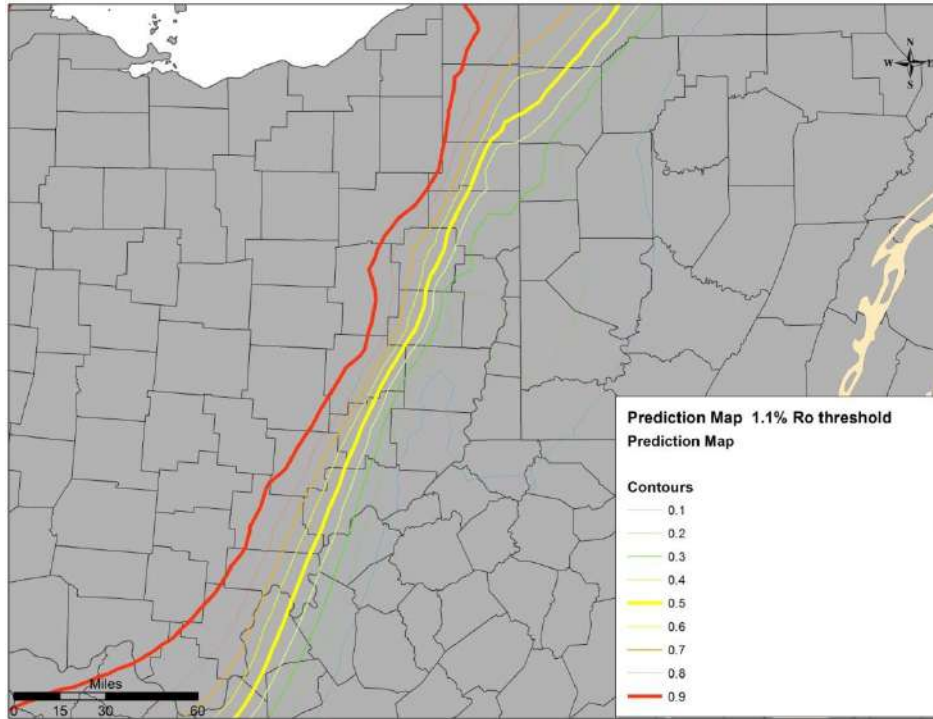 N
W E
S
Prediction Map 1.1% Ro threshold
Prediction Map
Contours
0.1
0.2
0.3
0.4
0.5
0.6
0.7
0.8
0.9
Miles
0 15 30 60